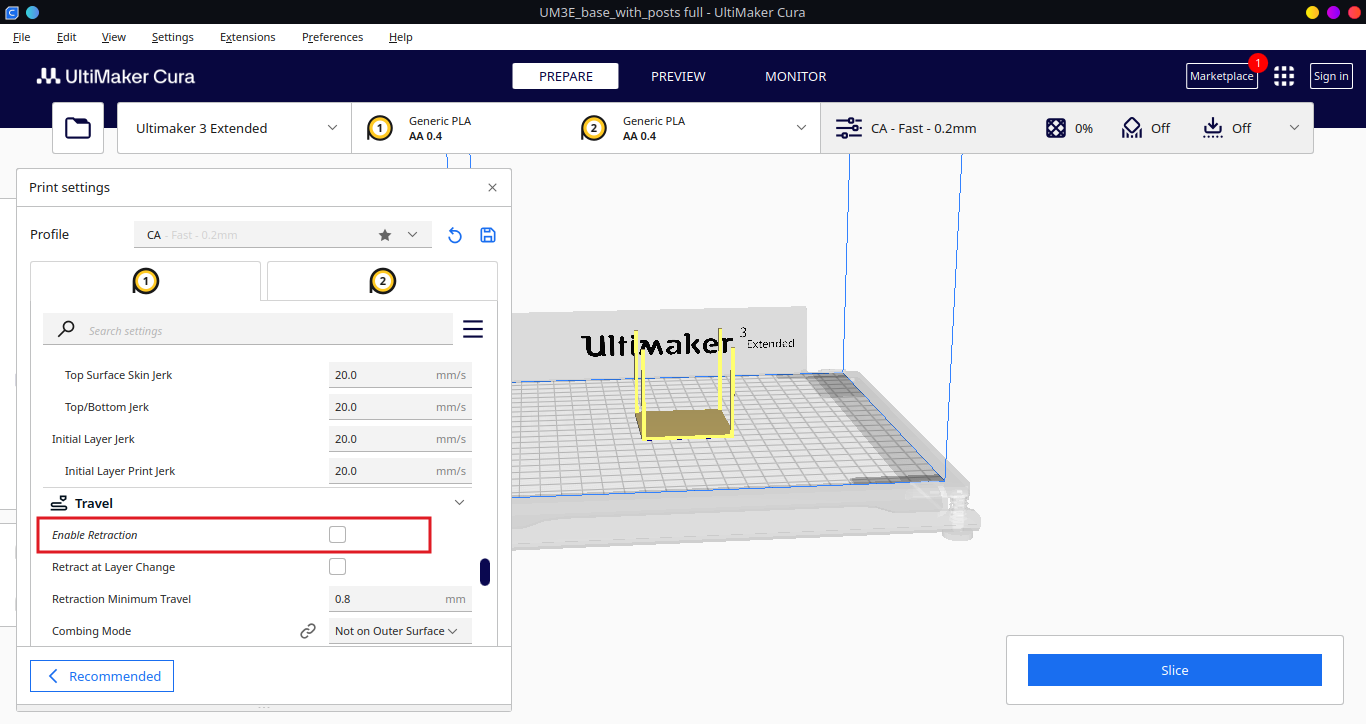 UM3E_base_with_posts full - UltiMaker Cura
File Edit View Settings Extensions Preferences Help
UltiMaker Cura
PREPARE PREVIEW MONITOR
Marketplace 1 Sign in
Ultimaker 3 Extended
1 Generic PLA
AA 0.4
2 Generic PLA
AA 0.4
CA - Fast - 0.2mm 0% Off Off
Print settings
Profile CA - Fast - 0.2mm
1 2
Search settings
Top Surface Skin Jerk 20.0 mm/s
Top/Bottom Jerk 20.0 mm/s
Initial Layer Jerk 20.0 mm/s
Initial Layer Print Jerk 20.0 mm/s
Travel
Enable Retraction
Retract at Layer Change
Retraction Minimum Travel 0.8 mm
Combing Mode Not on Outer Surface
Recommended
Ultimaker 3 Extended
Slice